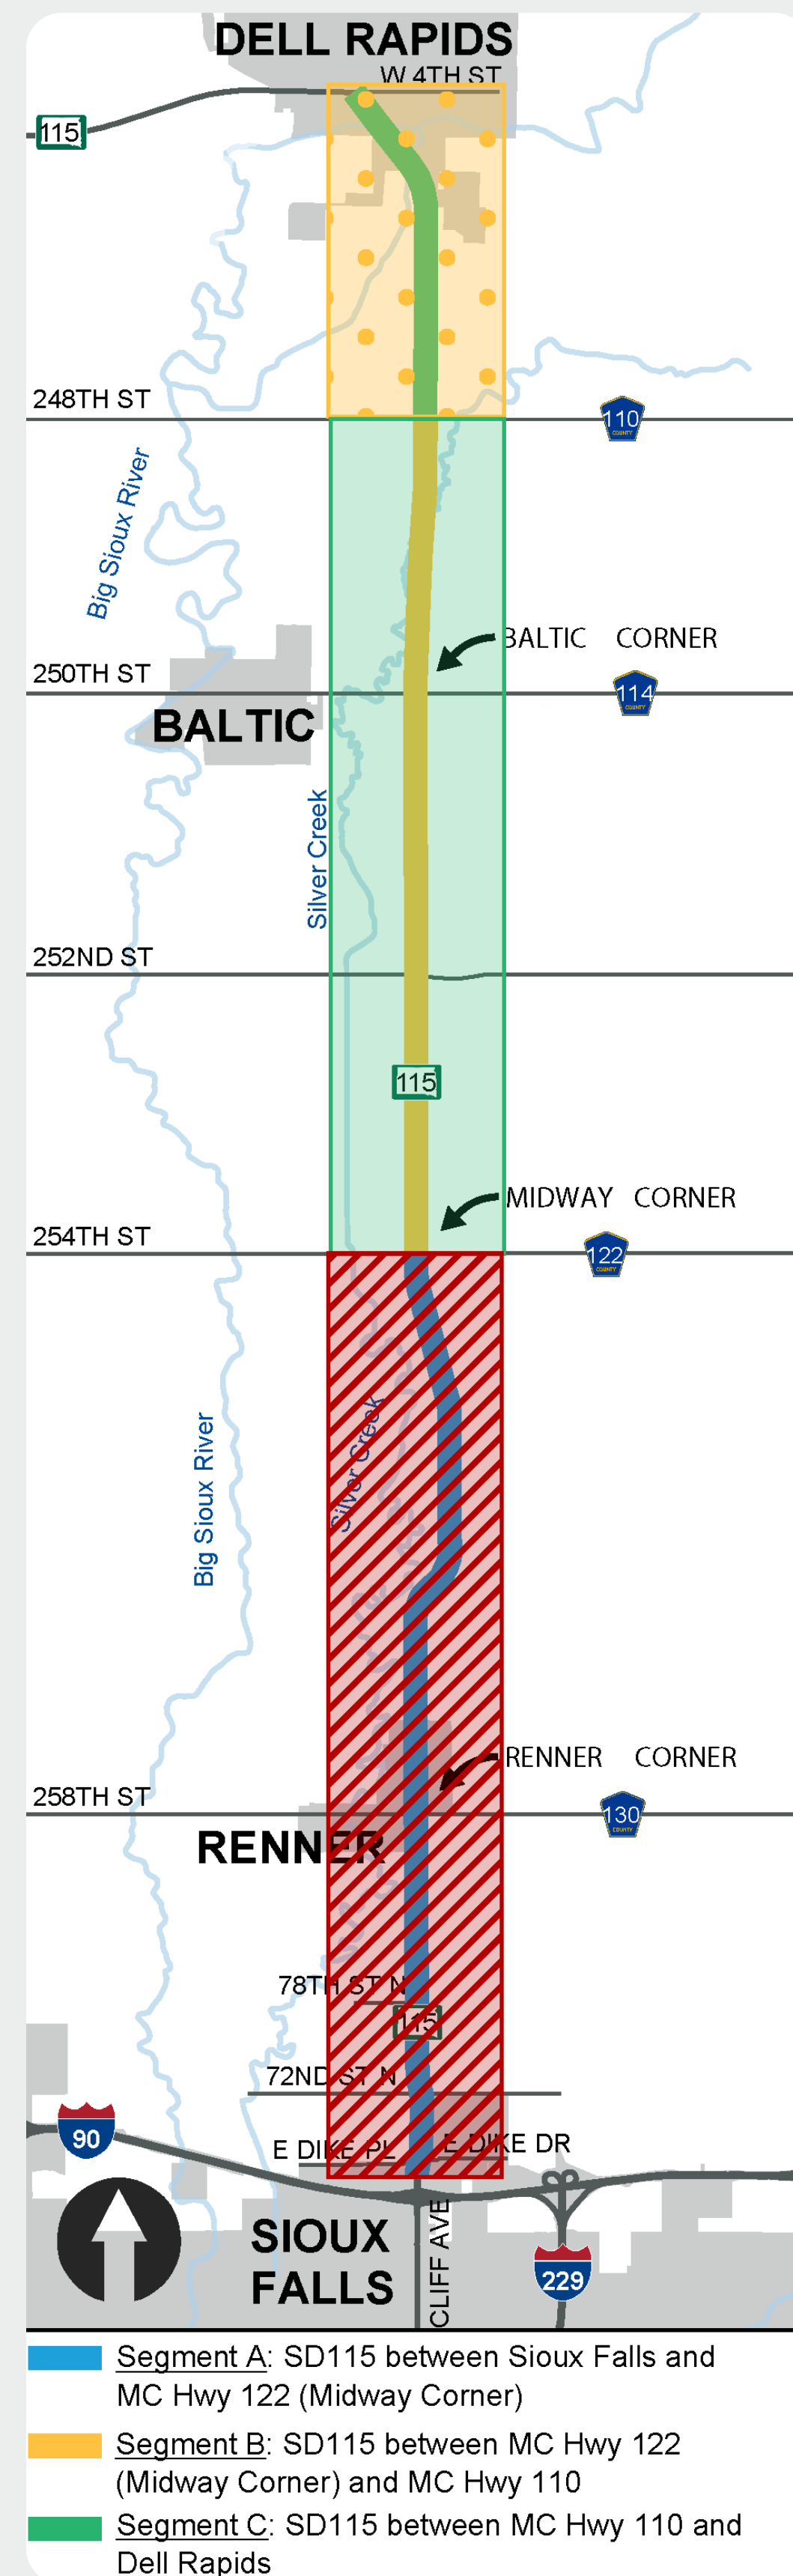 DELL RAPIDS
W 4TH ST
115
248TH ST
110
COUNTY
Big Sioux River
BALTIC CORNER
250TH ST
114
COUNTY
BALTIC
Silver Creek
252ND ST
115
MIDWAY CORNER
254TH ST
122
COUNTY
Silver Creek
Big Sioux River
RENNER CORNER
258TH ST
130
COUNTY
RENNER
78TH ST N
115
72ND ST N
90
E DIKE PL
E DIKE DR
SIOUX
FALLS
CLIFF AVE
229
Segment A: SD115 between Sioux Falls and
MC Hwy 122 (Midway Corner)
Segment B: SD115 between MC Hwy 122
(Midway Corner) and MC Hwy 110
Segment C: SD115 between MC Hwy 110 and
Dell Rapids